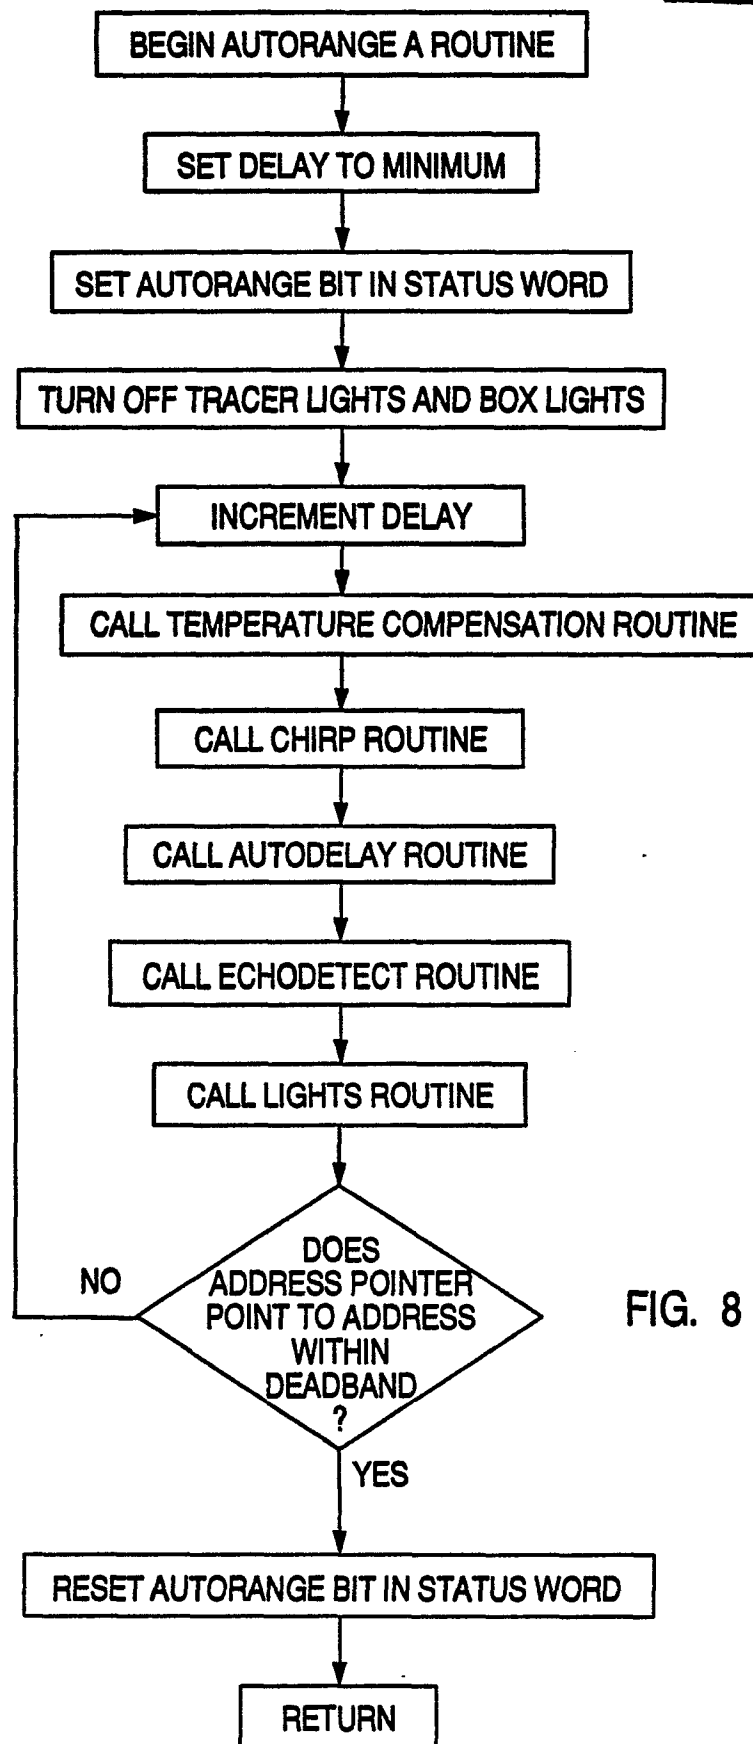 BEGIN AUTORANGE A ROUTINE
SET DELAY TO MINIMUM
SET AUTORANGE BIT IN STATUS WORD
TURN OFF TRACER LIGHTS AND BOX LIGHTS
INCREMENT DELAY
CALL TEMPERATURE COMPENSATION ROUTINE
CALL CHIRP ROUTINE
CALL AUTODELAY ROUTINE
CALL ECHODETECT ROUTINE
CALL LIGHTS ROUTINE
DOES
ADDRESS POINTER
POINT TO ADDRESS
WITHIN
DEADBAND
?
NO
FIG. 8
YES
RESET AUTORANGE BIT IN STATUS WORD
RETURN